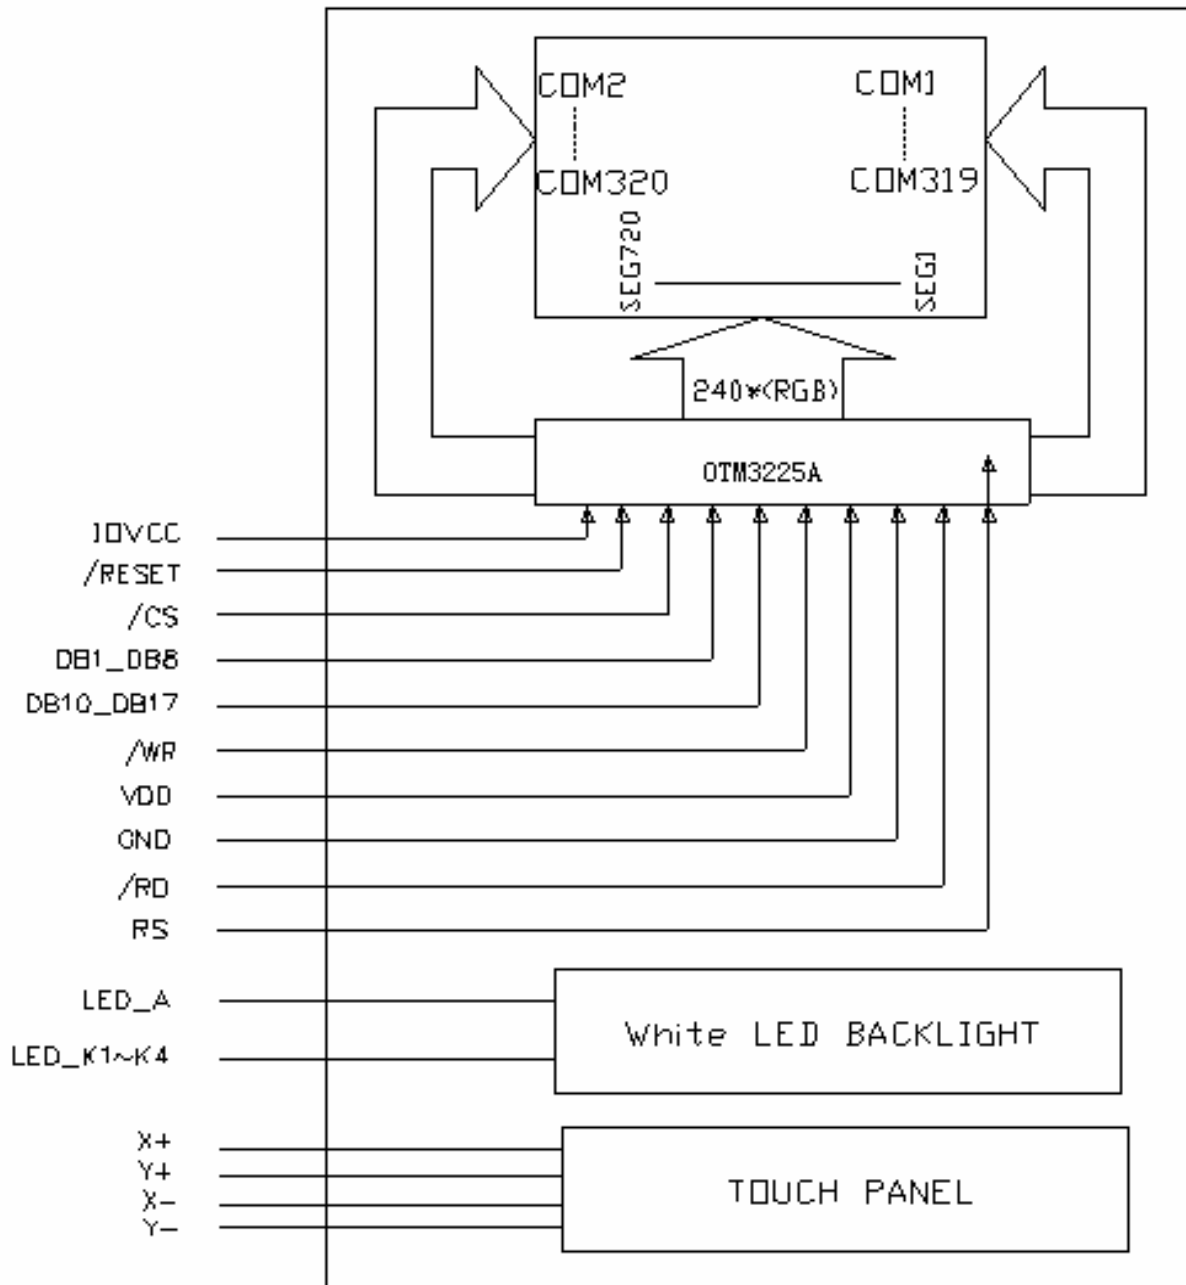 COM2 COM1
COM320 COM319
SEG720 SEG1
240*(RGB)
OTM3225A
IOVCC
/RESET
/CS
DB1_DB8
DB10_DB17
/WR
VDD
GND
/RD
RS
LED_A
White LED BACKLIGHT
LED_K1~K4
X+
Y+
TOUCH PANEL
X-
Y-